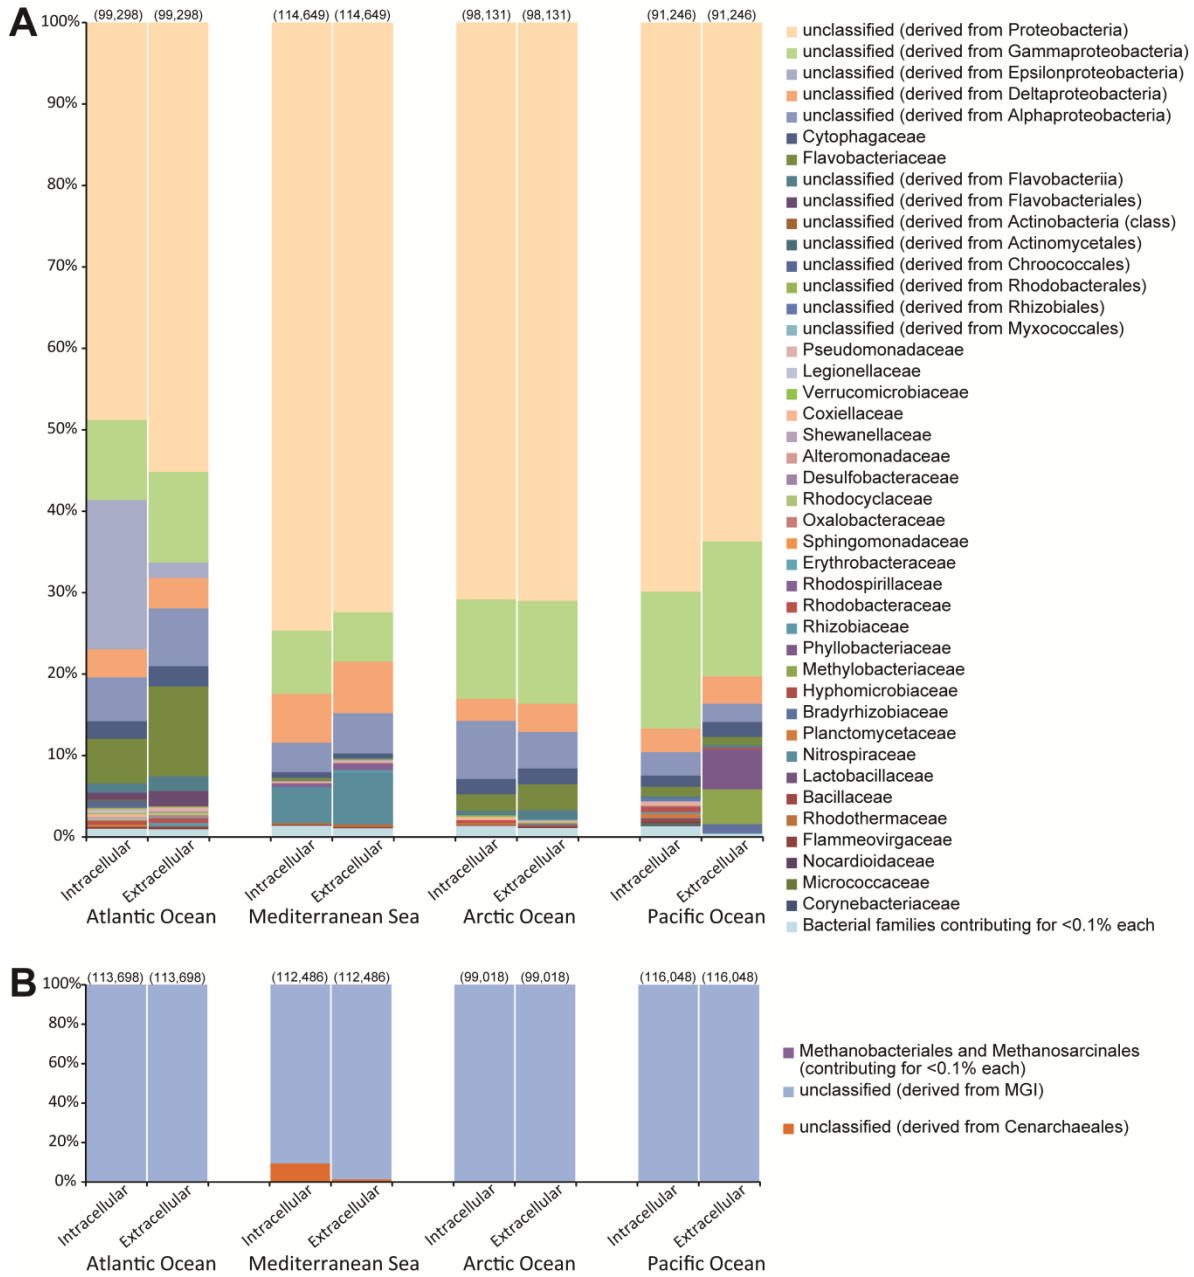 A
(99,298) (99,298) (114,649) (114,649) (98,131) (98,131) (91,246) (91,246)
100%
90%
80%
70%
60%
50%
40%
30%
20%
10%
0%
Intracellular Extracellular Intracellular Extracellular Intracellular Extracellular Intracellular Extracellular
Atlantic Ocean Mediterranean Sea Arctic Ocean Pacific Ocean
unclassified (derived from Proteobacteria)
unclassified (derived from Gammaproteobacteria)
unclassified (derived from Epsilonproteobacteria)
unclassified (derived from Deltaproteobacteria)
unclassified (derived from Alphaproteobacteria)
Cytophagaceae
Flavobacteriaceae
unclassified (derived from Flavobacteriia)
unclassified (derived from Flavobacteriales)
unclassified (derived from Actinobacteria (class)
unclassified (derived from Actinomycetales)
unclassified (derived from Chroococcales)
unclassified (derived from Rhodobacterales)
unclassified (derived from Rhizobiales)
unclassified (derived from Myxococcales)
Pseudomonadaceae
Legionellaceae
Verrucomicrobiaceae
Coxiellaceae
Shewanellaceae
Alteromonadaceae
Desulfobacteraceae
Rhodocyclaceae
Oxalobacteraceae
Sphingomonadaceae
Erythrobacteraceae
Rhodospirillaceae
Rhodobacteraceae
Rhizobiaceae
Phyllobacteriaceae
Methylobacteriaceae
Hyphomicrobiaceae
Bradyrhizobiaceae
Planctomycetaceae
Nitrospiraceae
Lactobacillaceae
Bacillaceae
Rhodothermaceae
Flammeovirgaceae
Nocardioidaceae
Micrococcaceae
Corynebacteriaceae
Bacterial families contributing for <0.1% each
B
(113,698) (113,698) (112,486) (112,486) (99,018) (99,018) (116,048) (116,048)
100%
80%
60%
40%
20%
0%
Intracellular Extracellular Intracellular Extracellular Intracellular Extracellular Intracellular Extracellular
Atlantic Ocean Mediterranean Sea Arctic Ocean Pacific Ocean
Methanobacteriales and Methanosarcinales
(contributing for <0.1% each)
unclassified (derived from MGI)
unclassified (derived from Cenarchaeales)